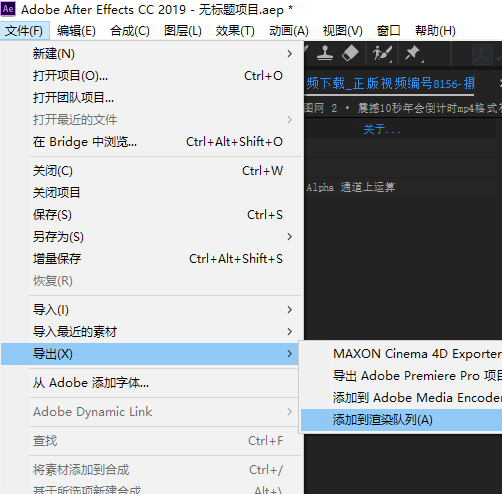 Ae Adobe After Effects CC 2019 - 无标题项目.aep *
文件(F) 编辑(E) 合成(C) 图层(L) 效果(T) 动画(A) 视图(V) 窗口 帮助(H)
新建(N)
打开项目(O)... Ctrl+O
打开团队项目...
打开最近的文件
在 Bridge 中浏览... Ctrl+Alt+Shift+O
关闭(C) Ctrl+W
关闭项目
保存(S) Ctrl+S
另存为(S)
增量保存 Ctrl+Alt+Shift+S
恢复(R)
导入(I)
导入最近的素材
导出(X)
从 Adobe 添加字体...
Adobe Dynamic Link
查找 Ctrl+F
将素材添加到合成 Ctrl+/
基于所选项新建合成 Alt+\
频下载_正版视频编号8156-摄
图网 2 • 震撼10秒年会倒计时mp4格式
关于...
Alpha 通道上运算
MAXON Cinema 4D Exporter
导出 Adobe Premiere Pro 项目
添加到 Adobe Media Encoder
添加到渲染队列(A)